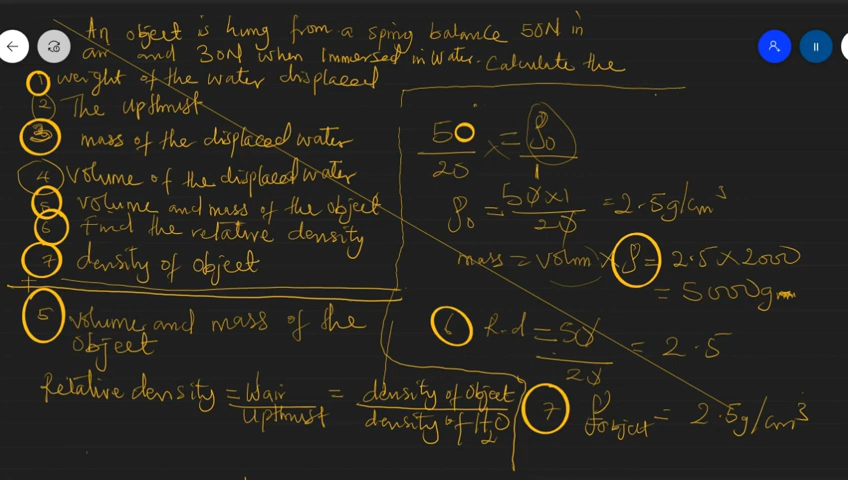 An object is hung from a spring balance 50N in
air and 30N when immersed in water. Calculate the
1 weight of the water displaced
2 The upthrust
3 mass of the displaced water
4 volume of the displaced water
5 volume and mass of the object
6 Find the relative density
7 density of object
5 volume and mass of the
object
Relative density = Wair / Upthrust = density of object / density of H2O
50 / 20 = ρo / 1
ρo = 50 x 1 / 20 = 2.5g/cm³
mass = volm x ρ = 2.5 x 2000
= 5000g
6 R.d = 50 / 20 = 2.5
7 ρobject = 2.5g/cm³